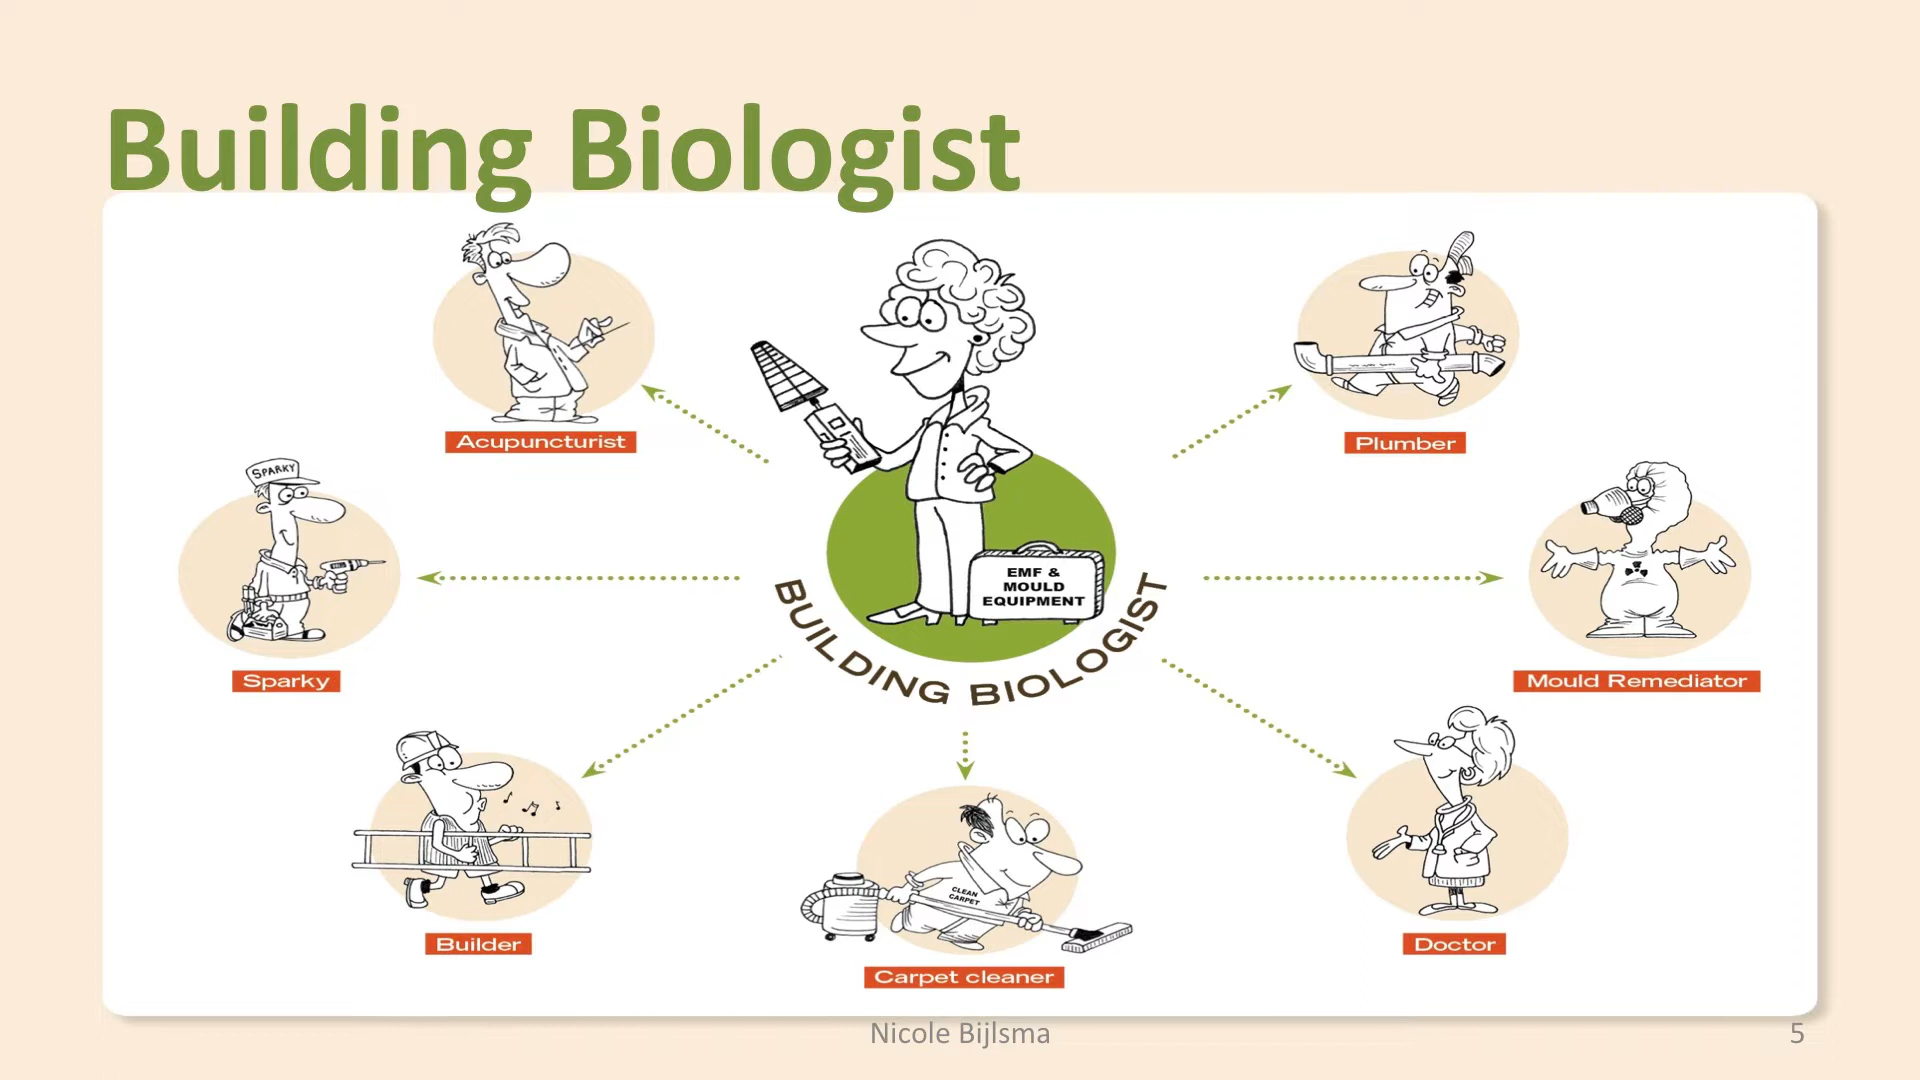 Building Biologist
Acupuncturist
Plumber
SPARKY
Sparky
EMF &
MOULD
EQUIPMENT
BUILDING BIOLOGIST
Mould Remediator
Builder
CLEAN
CARPET
Carpet cleaner
Doctor
Nicole Bijlsma
5